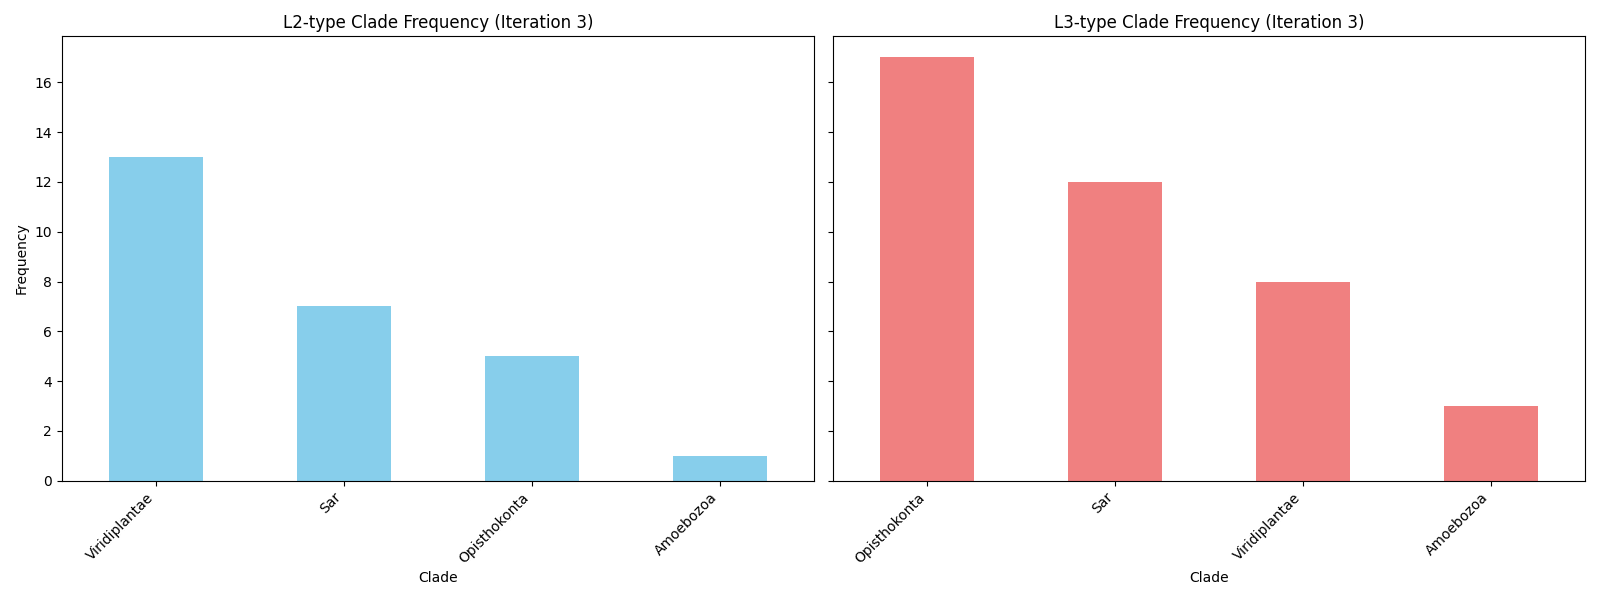 L2-type Clade Frequency (Iteration 3)
L3-type Clade Frequency (Iteration 3)
Frequency
16
14
12
10
8
6
4
2
0
Viridiplantae
Sar
Opisthokonta
Amoebozoa
Clade
Opisthokonta
Sar
Viridiplantae
Amoebozoa
Clade